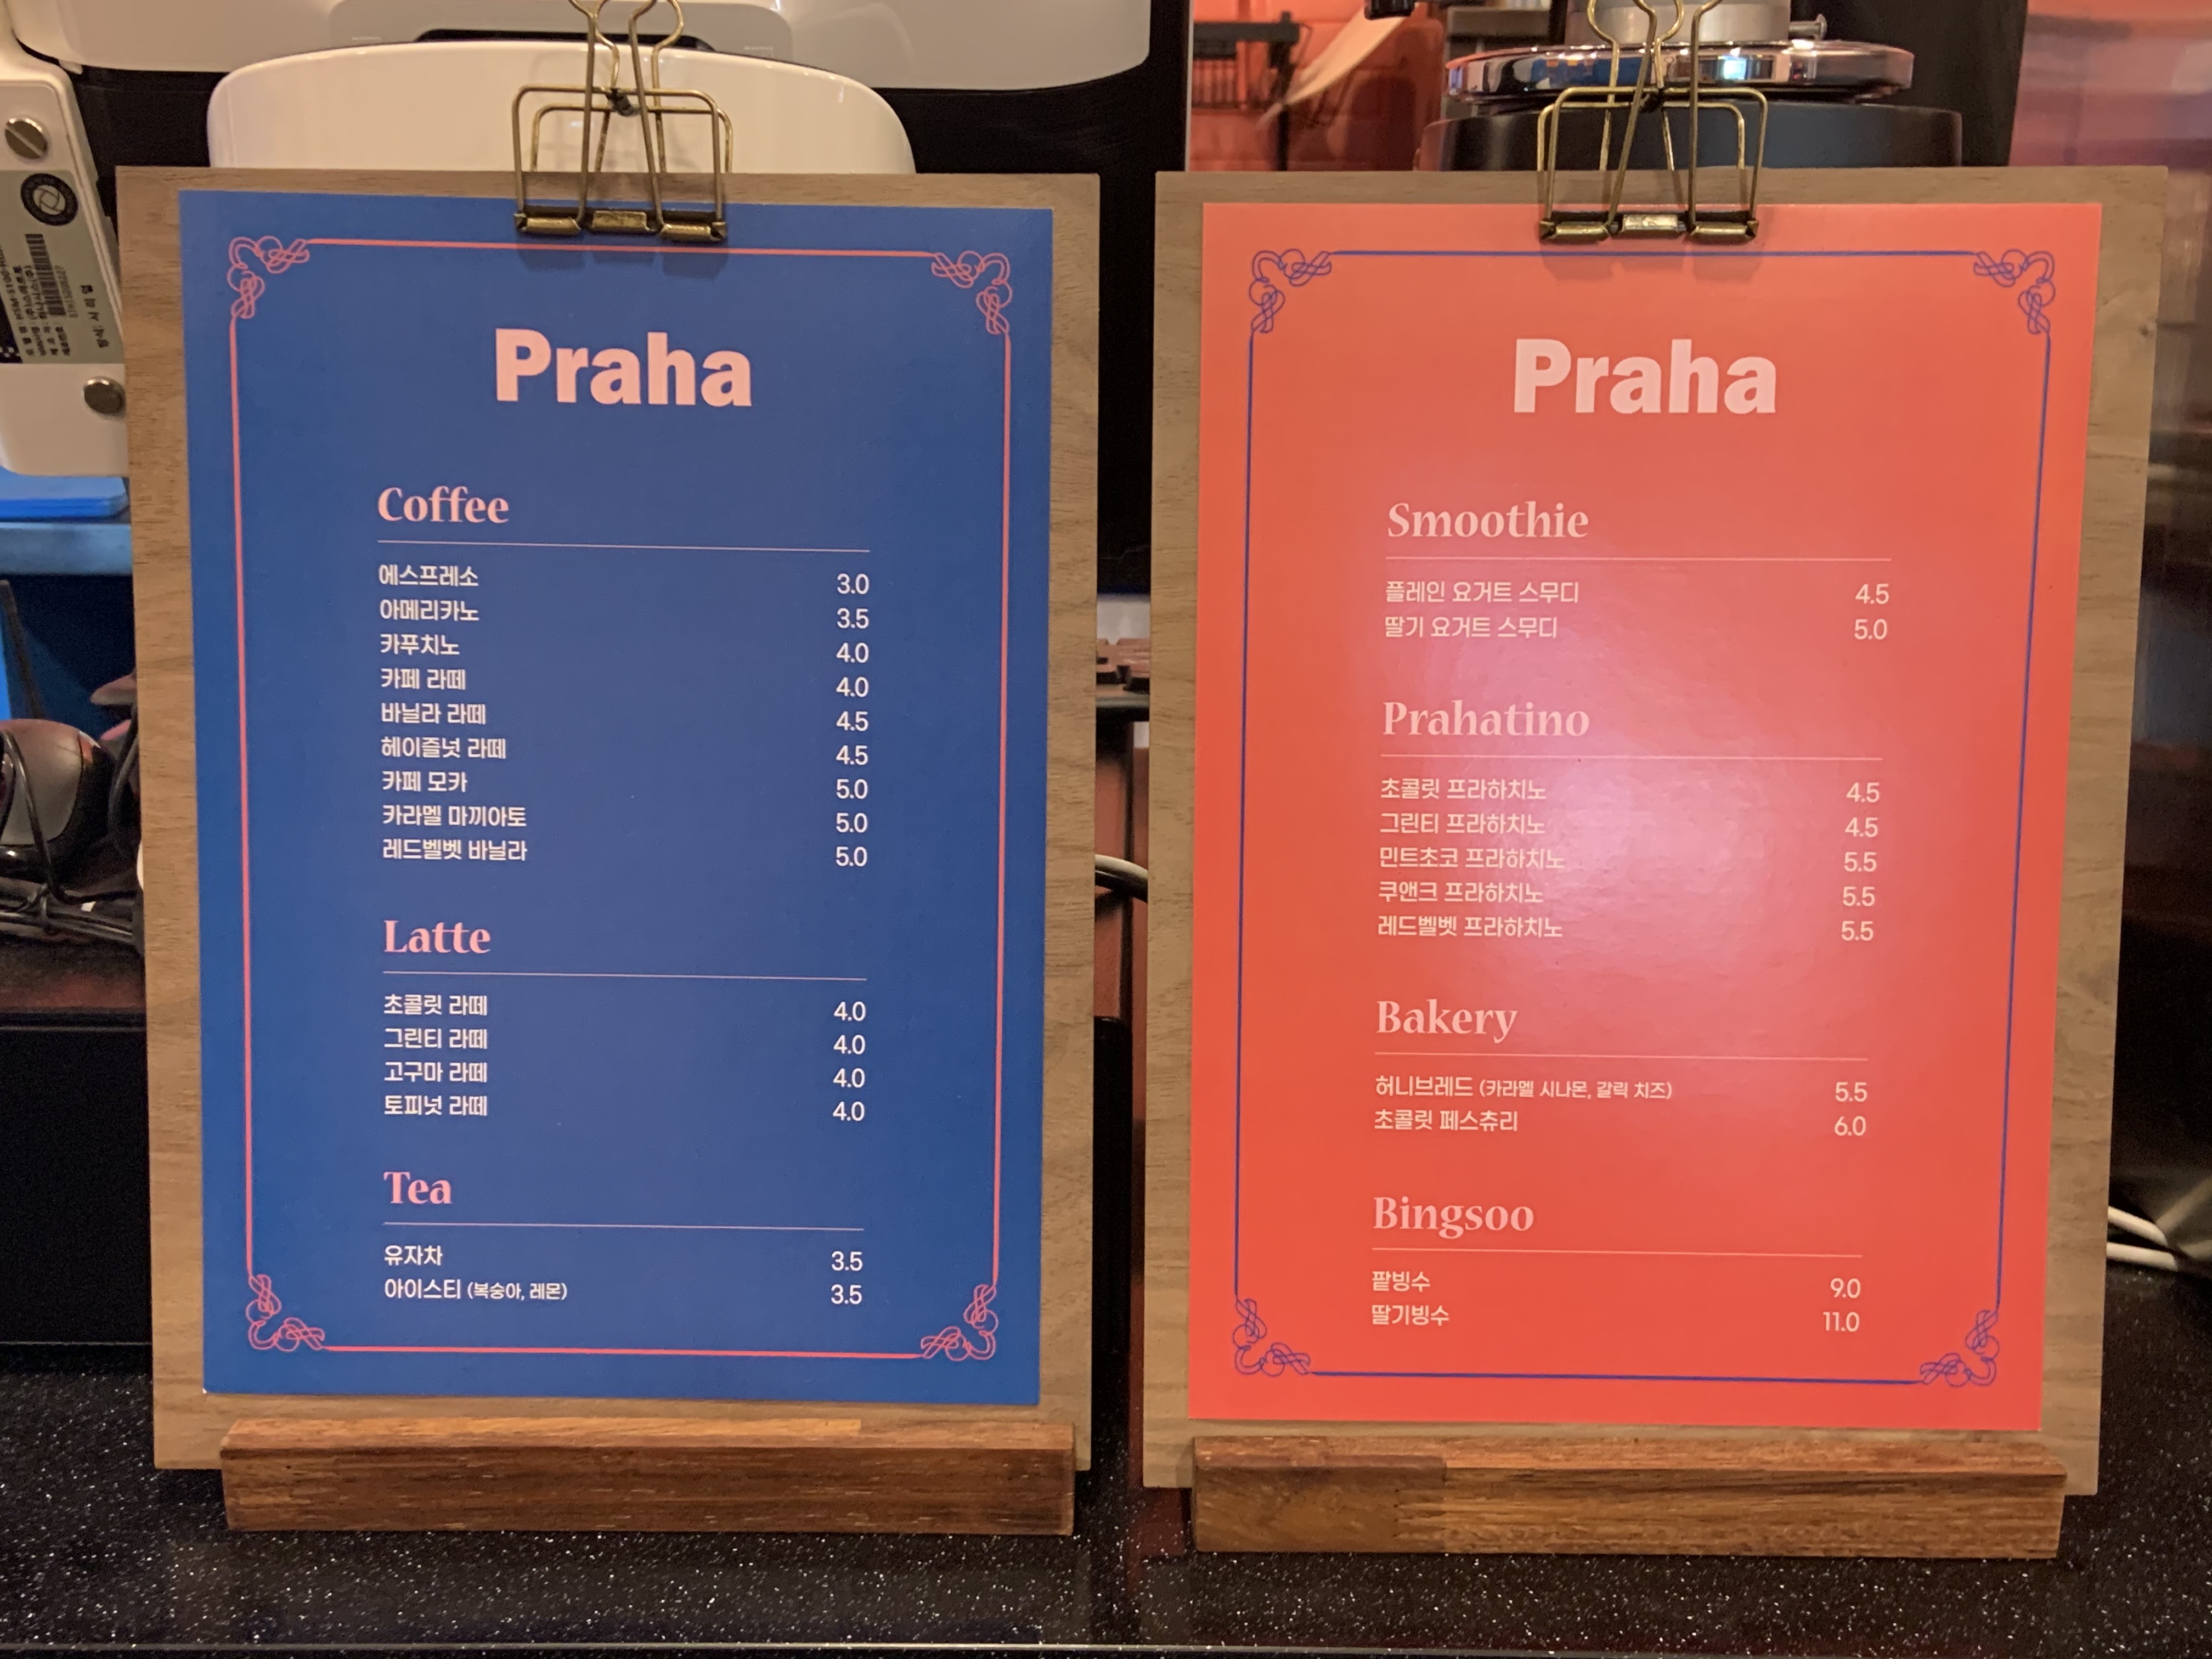 Praha
Coffee
에스프레소 3.0
아메리카노 3.5
카푸치노 4.0
카페 라떼 4.0
바닐라 라떼 4.5
헤이즐넛 라떼 4.5
카페 모카 5.0
카라멜 마끼아토 5.0
레드벨벳 바닐라 5.0
Latte
초콜릿 라떼 4.0
그린티 라떼 4.0
고구마 라떼 4.0
토피넛 라떼 4.0
Tea
유자차 3.5
아이스티 (복숭아, 레몬) 3.5
Praha
Smoothie
플레인 요거트 스무디 4.5
딸기 요거트 스무디 5.0
Prahatino
초콜릿 프라하치노 4.5
그린티 프라하치노 4.5
민트초코 프라하치노 5.5
쿠앤크 프라하치노 5.5
레드벨벳 프라하치노 5.5
Bakery
허니브레드 (카라멜 시나몬, 갈릭 치즈) 5.5
초콜릿 페스츄리 6.0
Bingsoo
팥빙수 9.0
딸기빙수 11.0